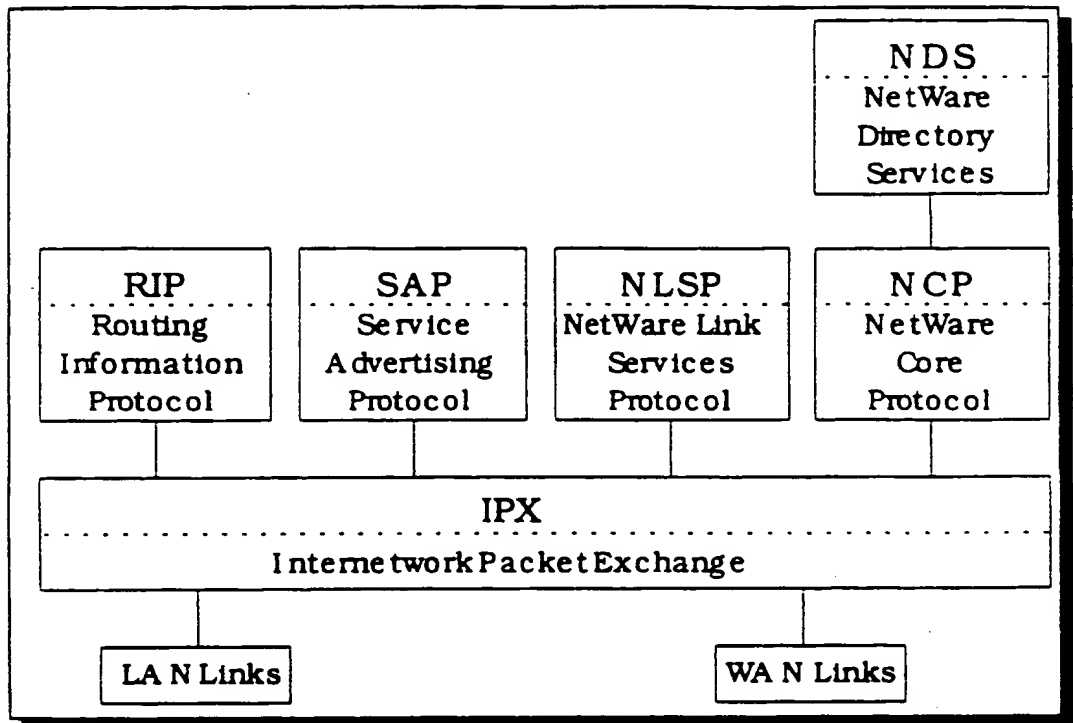 NDS
NetWare
Directory
Services
RIP
Routing
Information
Protocol
SAP
Service
Advertising
Protocol
NLSP
NetWare Link
Services
Protocol
NCP
NetWare
Core
Protocol
IPX
Internetwork Packet Exchange
LAN Links
WAN Links